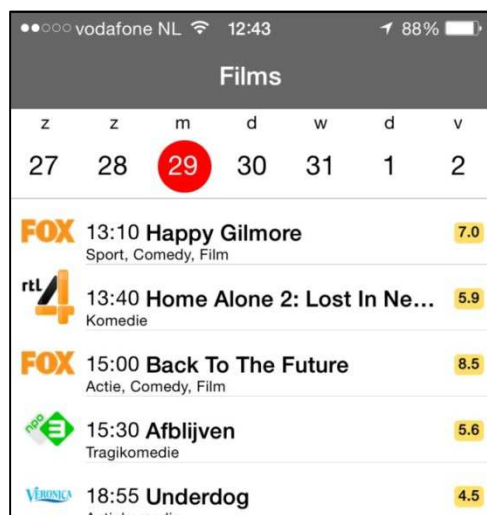 vodafone NL 12:43 88%
Films
z z m d w d v
27 28 29 30 31 1 2
FOX 13:10 Happy Gilmore 7.0
Sport, Comedy, Film
rtl 4 13:40 Home Alone 2: Lost In Ne... 5.9
Komedie
FOX 15:00 Back To The Future 8.5
Actie, Comedy, Film
npo 3 15:30 Afblijven 5.6
Tragikomedie
VERONICA 18:55 Underdog 4.5